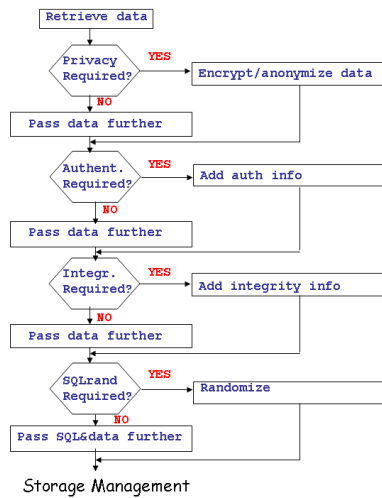 Retrieve data
Privacy
Required?
YES
Encrypt/anonymize data
NO
Pass data further
Authent.
Required?
YES
Add auth info
NO
Pass data further
Integr.
Required?
YES
Add integrity info
NO
Pass data further
SQLrand
Required?
YES
Randomize
NO
Pass SQL&data further
Storage Management